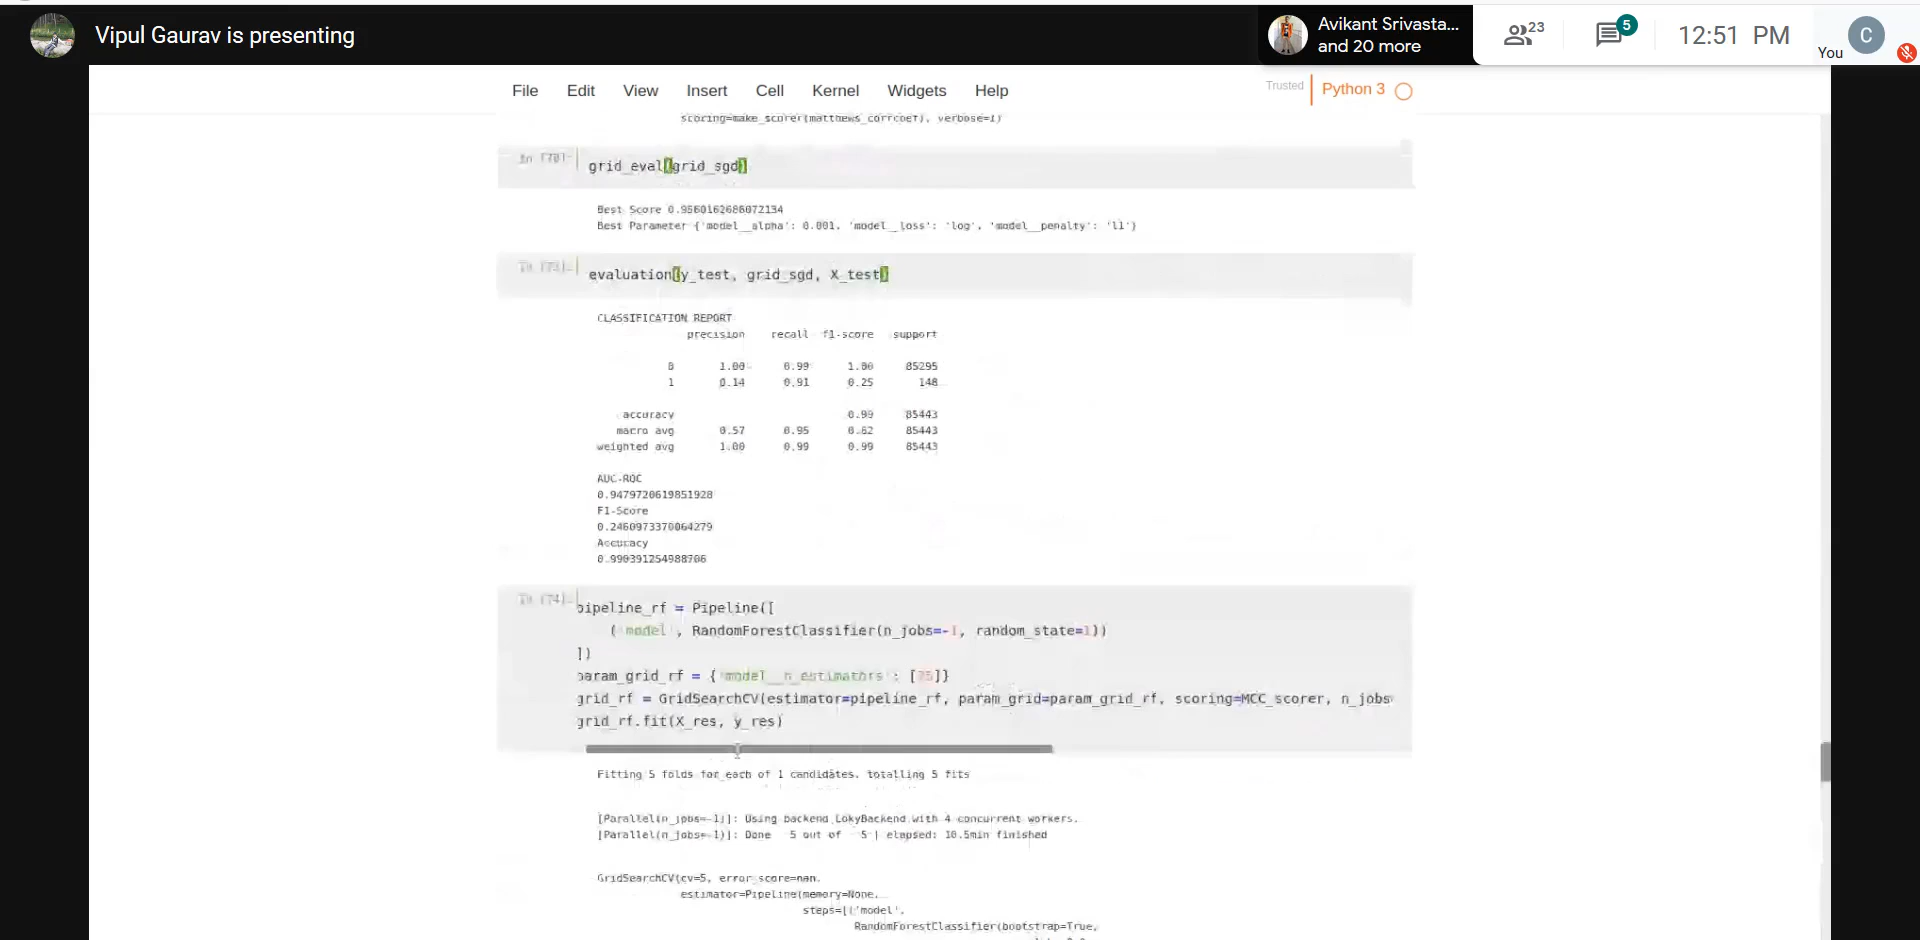 Vipul Gaurav is presenting
Avikant Srivasta...
and 20 more
23
5
12:51 PM
You
C
File Edit View Insert Cell Kernel Widgets Help
Trusted
Python 3
scoring=make_scorer(matthews_corrcoef), verbose=1)
In [70]:
grid_eval(grid_sgd)
Best Score 0.9560162686072134
Best Parameter {'model__alpha': 0.001, 'model__loss': 'log', 'model__penalty': 'l1'}
evaluation(y_test, grid_sgd, X_test)
CLASSIFICATION REPORT
precision recall f1-score support
0 1.00 0.99 1.00 85295
1 0.14 0.91 0.25 148
accuracy 0.99 85443
macro avg 0.57 0.95 0.62 85443
weighted avg 1.00 0.99 0.99 85443
AUC-ROC
0.9479720619851928
F1-Score
0.2460973370064279
Accuracy
0.990391254988706
In [74]:
pipeline_rf = Pipeline([
('model', RandomForestClassifier(n_jobs=-1, random_state=1))
])
param_grid_rf = {'model__n_estimators': [75]}
grid_rf = GridSearchCV(estimator=pipeline_rf, param_grid=param_grid_rf, scoring=MCC_scorer, n_jobs
grid_rf.fit(X_res, y_res)
Fitting 5 folds for each of 1 candidates, totalling 5 fits
[Parallel(n_jobs=-1)]: Using backend LokyBackend with 4 concurrent workers.
[Parallel(n_jobs=-1)]: Done 5 out of 5 | elapsed: 10.5min finished
GridSearchCV(cv=5, error_score=nan,
estimator=Pipeline(memory=None,
steps=[('model',
RandomForestClassifier(bootstrap=True,